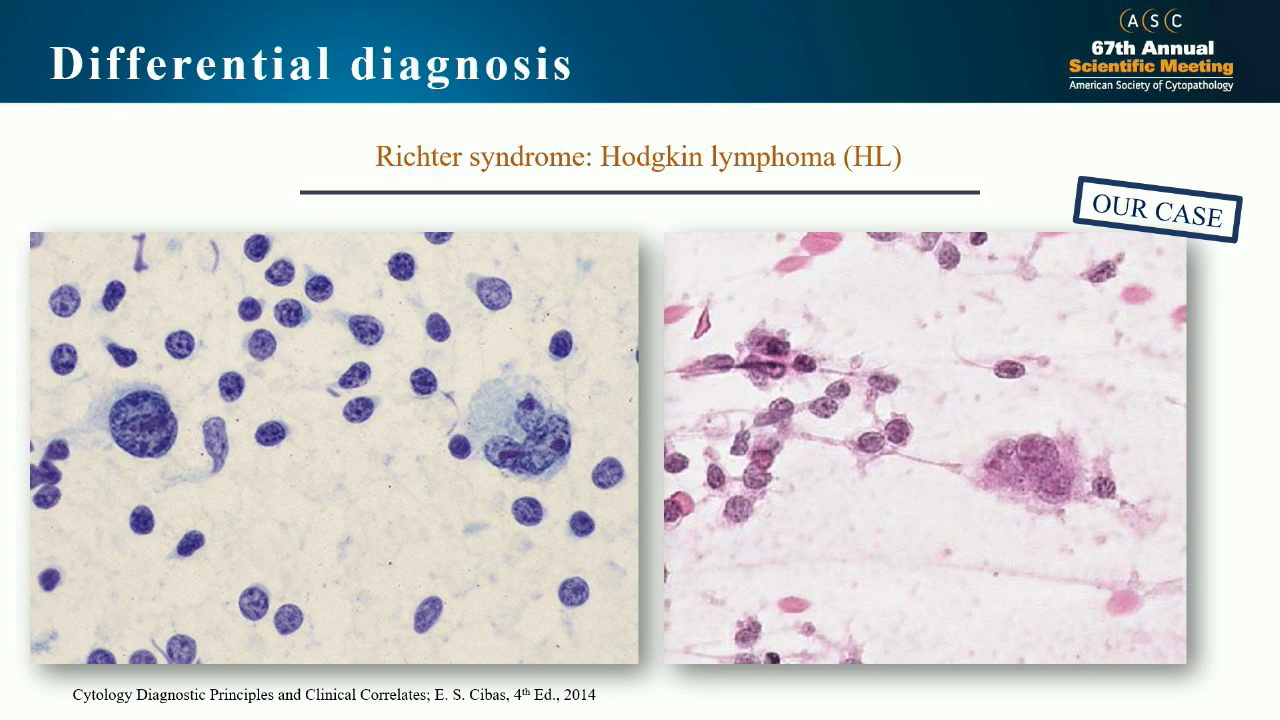 Differential diagnosis
ASC
67th Annual
Scientific Meeting
American Society of Cytopathology
Richter syndrome: Hodgkin lymphoma (HL)
OUR CASE
Cytology Diagnostic Principles and Clinical Correlates; E. S. Cibas, 4th Ed., 2014